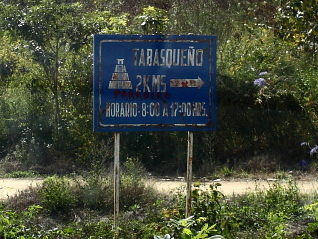 TABASQUEÑO
2KMS
HORARIO-8:00 A 17:00 HRS.